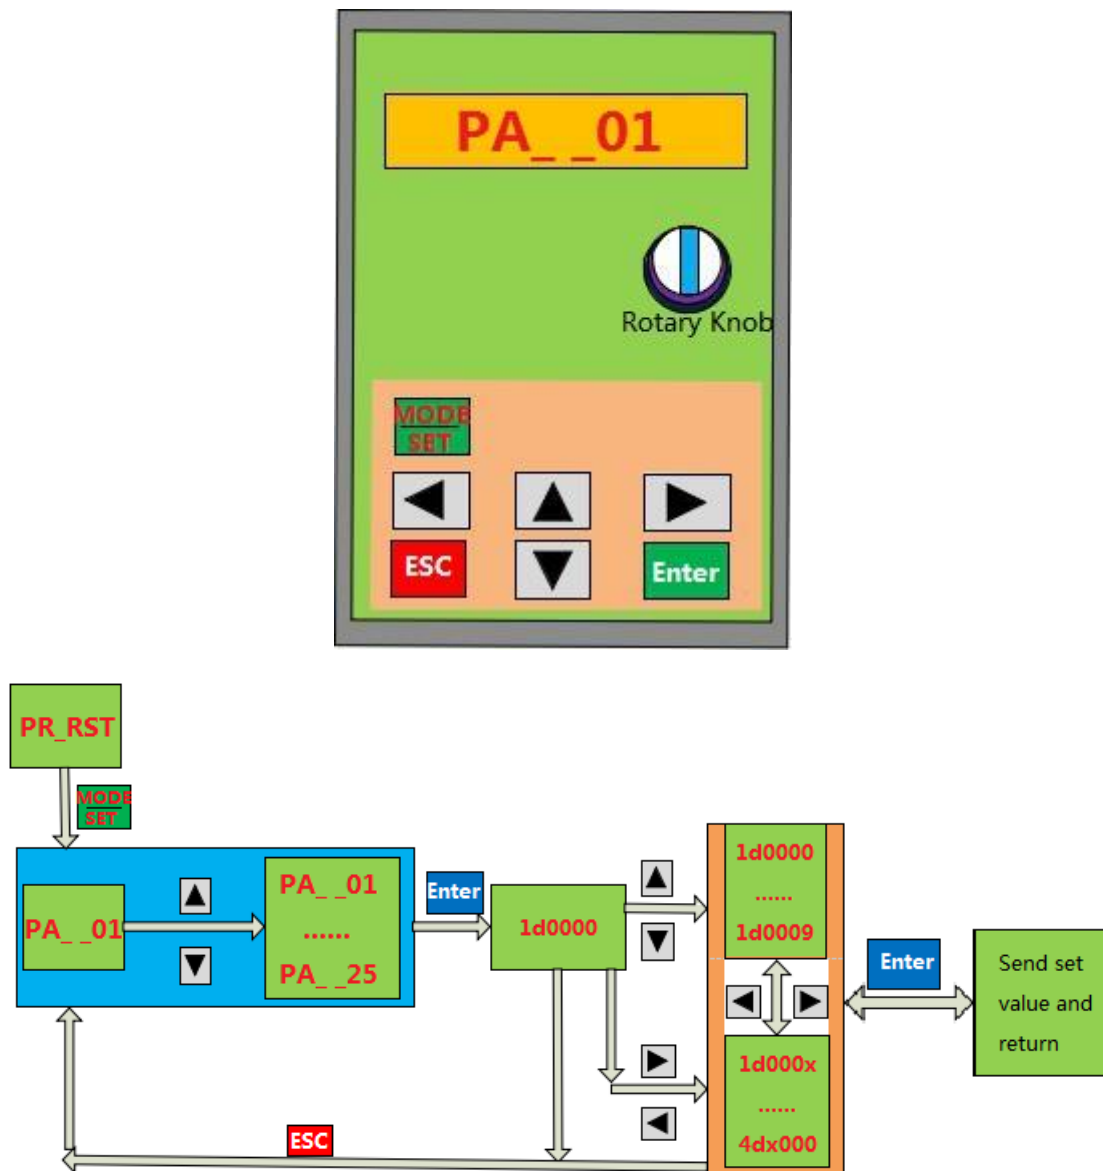 PA_ _01
Rotary Knob
MODE
SET
ESC
Enter
PR_RST
MODE
SET
PA_ _01
PA_ _01
......
PA_ _25
Enter
1d0000
1d0000
......
1d0009
1d000x
......
4dx000
Enter
Send set
value and
return
ESC